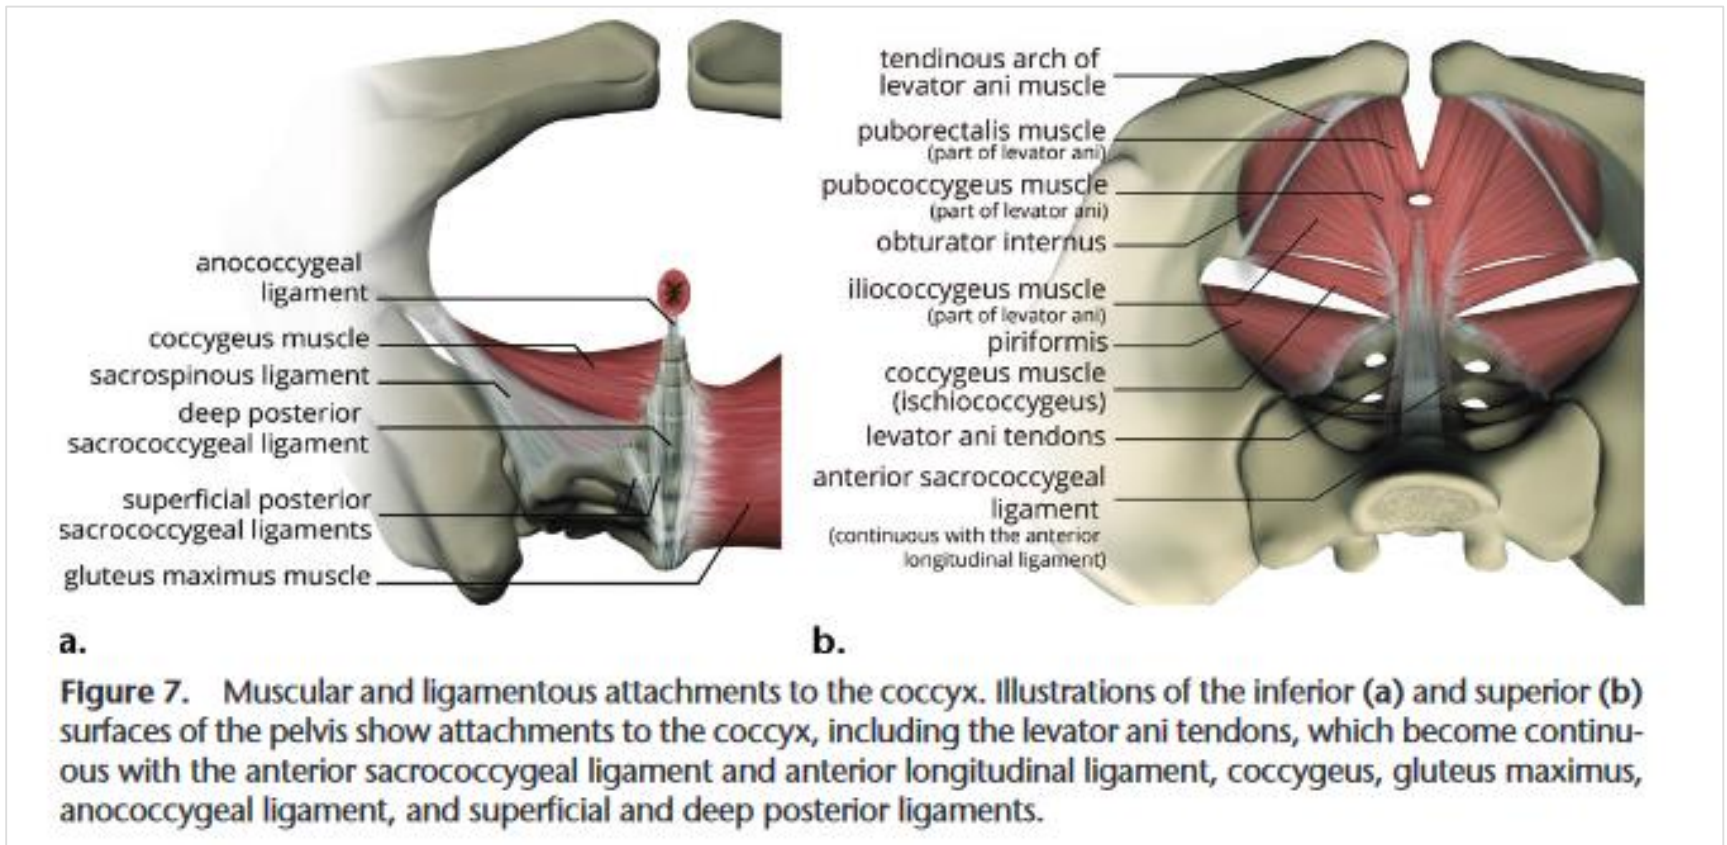 anococcygeal
ligament
coccygeus muscle
sacrospinous ligament
deep posterior
sacrococcygeal ligament
superficial posterior
sacrococcygeal ligaments
gluteus maximus muscle
a.
tendinous arch of
levator ani muscle
puborectalis muscle
(part of levator ani)
pubococcygeus muscle
(part of levator ani)
obturator internus
iliococcygeus muscle
(part of levator ani)
piriformis
coccygeus muscle
(ischiococcygeus)
levator ani tendons
anterior sacrococcygeal
ligament
(continuous with the anterior
longitudinal ligament)
b.
Figure 7. Muscular and ligamentous attachments to the coccyx. Illustrations of the inferior (a) and superior (b)
surfaces of the pelvis show attachments to the coccyx, including the levator ani tendons, which become continu-
ous with the anterior sacrococcygeal ligament and anterior longitudinal ligament, coccygeus, gluteus maximus,
anococcygeal ligament, and superficial and deep posterior ligaments.